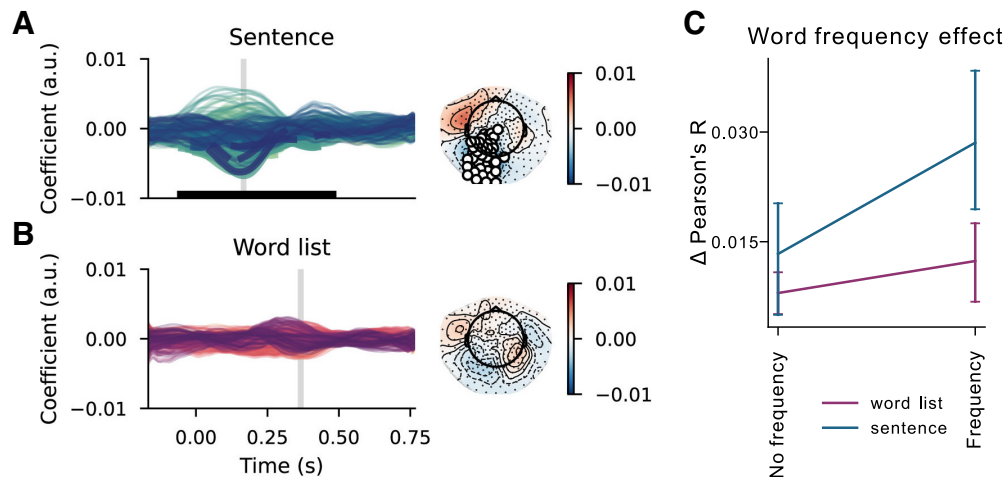 A
Sentence
Coefficient (a.u.)
0.01
0.00
−0.01
0.01
0.00
−0.01
B
Word list
Coefficient (a.u.)
0.01
0.00
−0.01
0.00
0.25
0.50
0.75
Time (s)
0.01
0.00
−0.01
C
Word frequency effect
Δ Pearson's R
0.030
0.015
No frequency
Frequency
word list
sentence